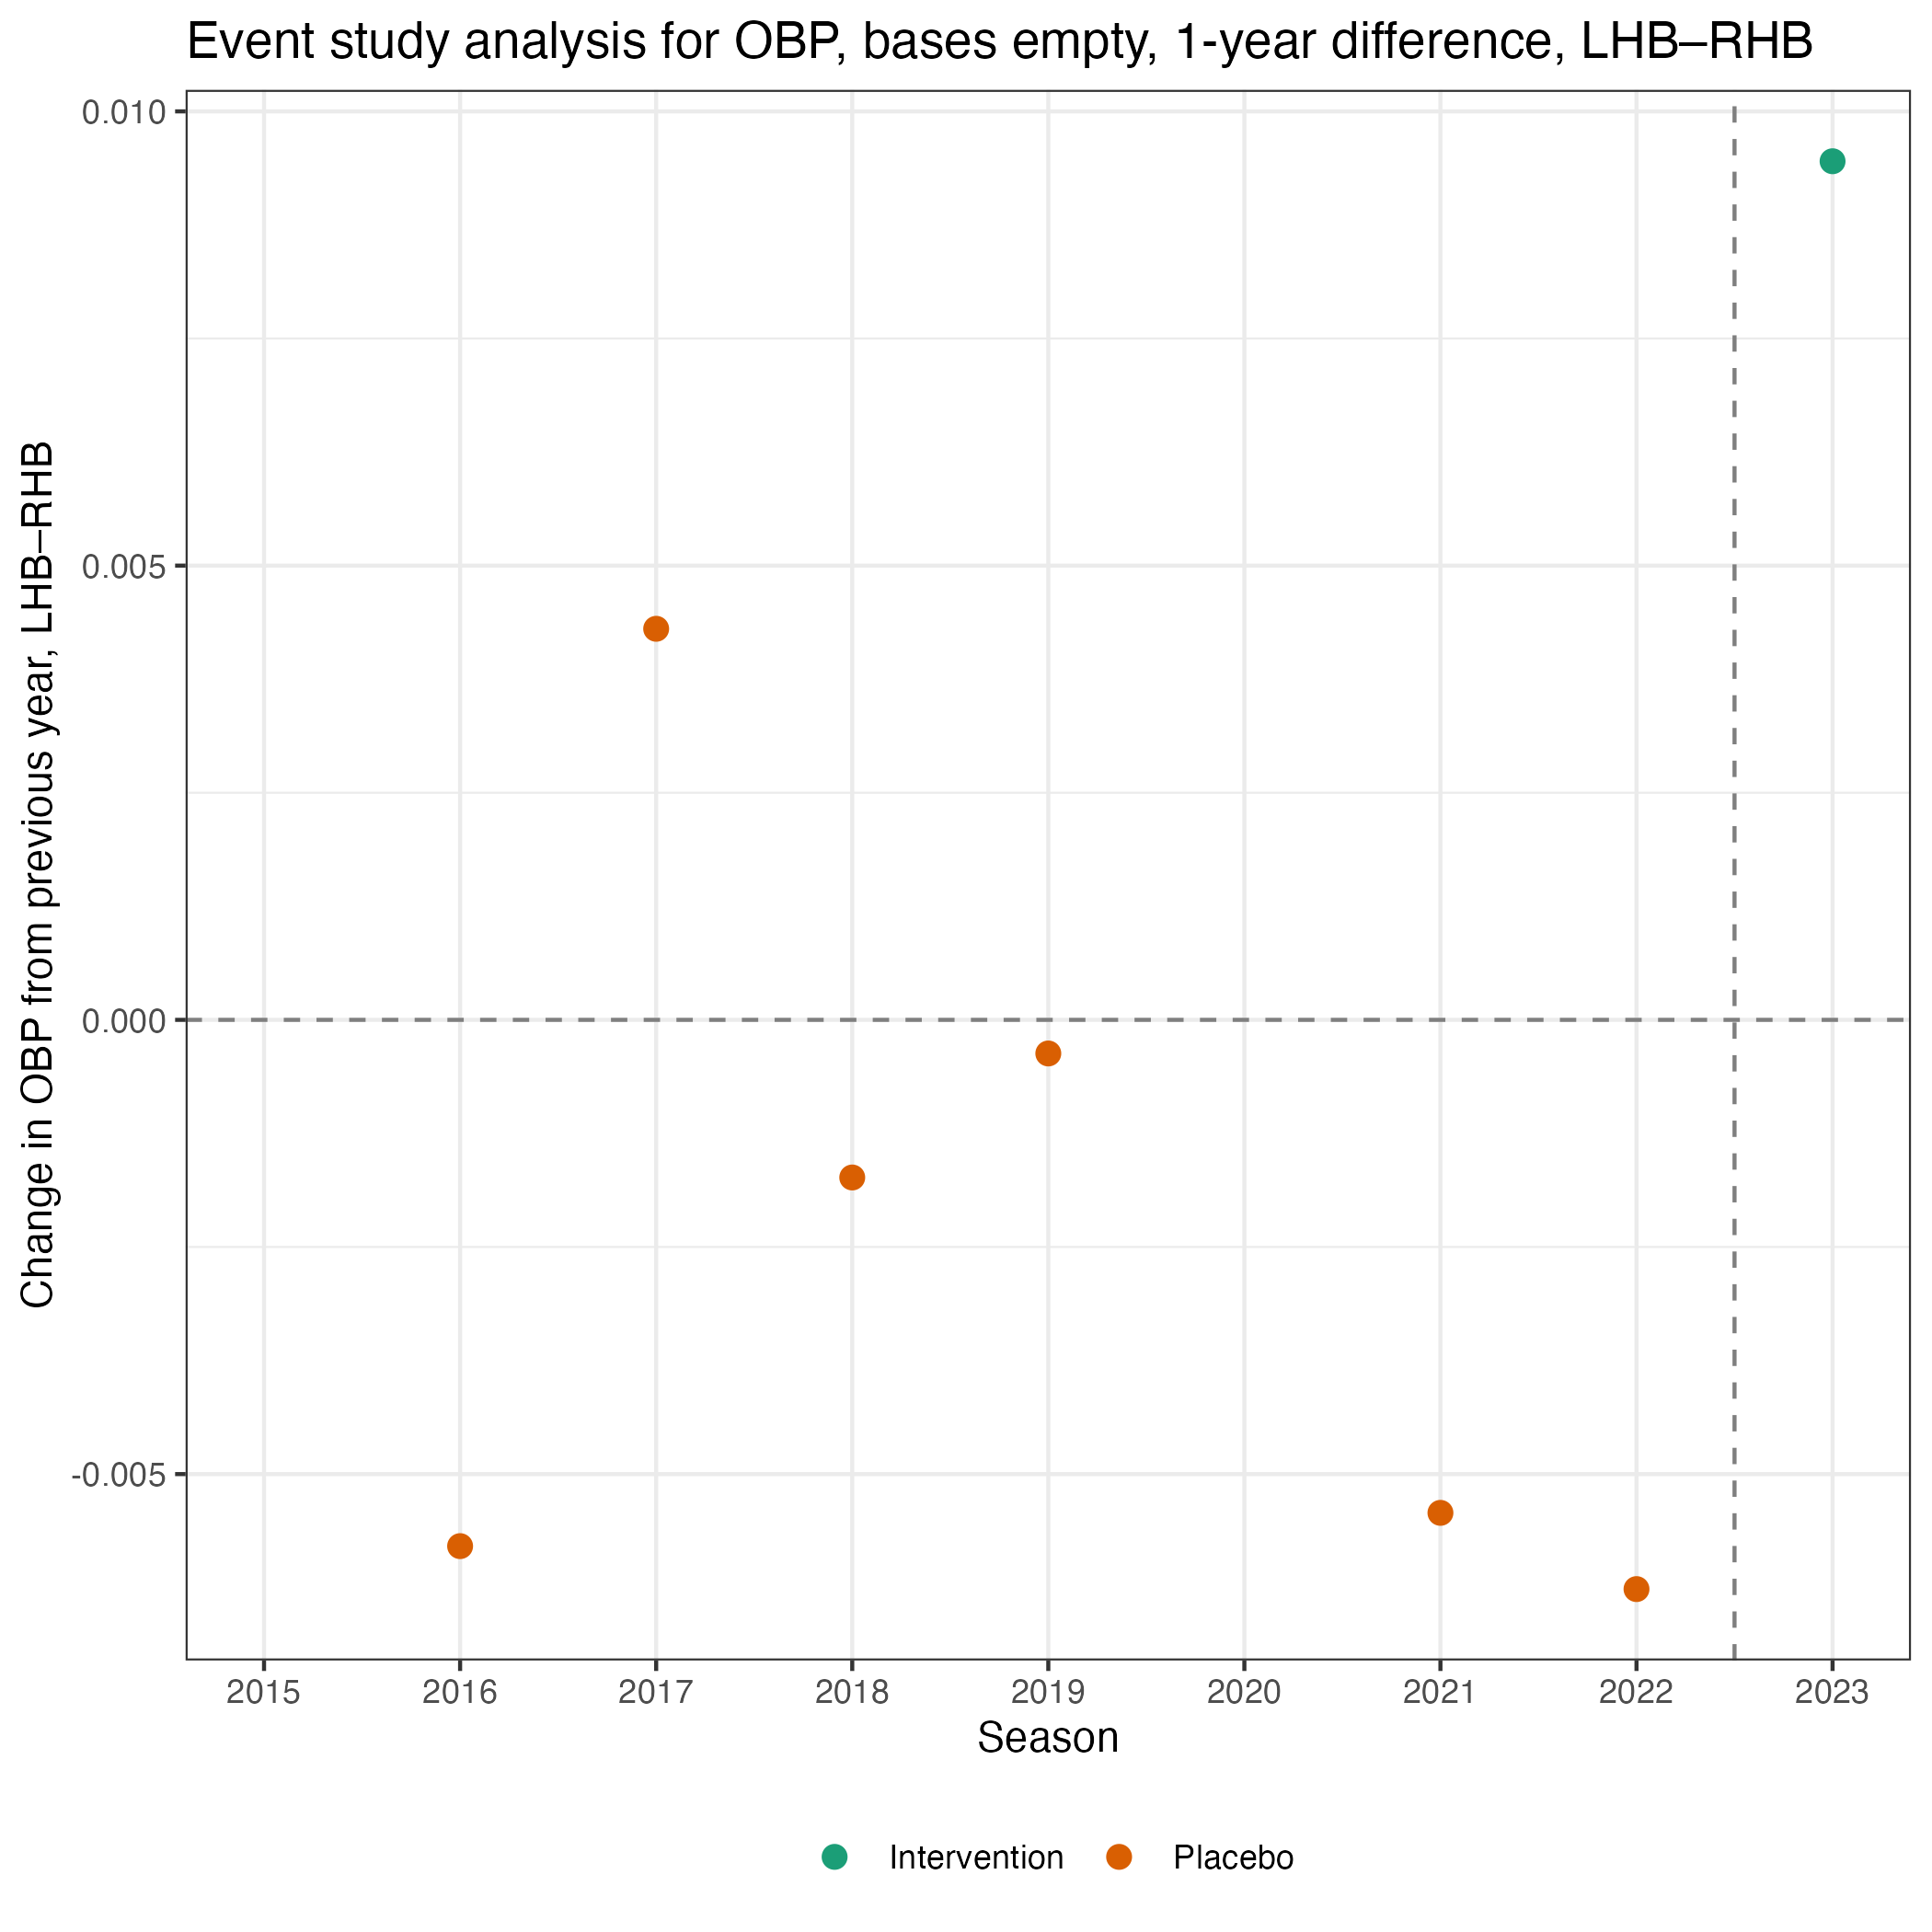 Event study analysis for OBP, bases empty, 1-year difference, LHB–RHB
Change in OBP from previous year, LHB–RHB
0.010
0.005
0.000
-0.005
2015 2016 2017 2018 2019 2020 2021 2022 2023
Season
Intervention Placebo